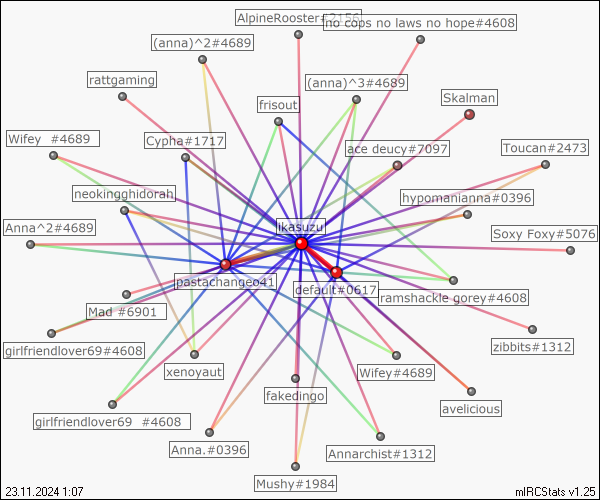 AlpineRooster#2156
no cops no laws no hope#4608
(anna)^2#4689
rattgaming
(anna)^3#4689
frisout
Skalman
Wifey  #4689
Cypha#1717
ace deucy#7097
Toucan#2473
neokingghidorah
hypomanianna#0396
Anna^2#4689
ikasuzu
Soxy Foxy#5076
pastachangeo41
default#0617
ramshackle gorey#4608
Mad #6901
girlfriendlover69#4608
zibbits#1312
xenoyaut
Wifey#4689
fakedingo
avelicious
girlfriendlover69  #4608
Anna.#0396
Annarchist#1312
Mushy#1984
23.11.2024 1:07
mIRCStats v1.25